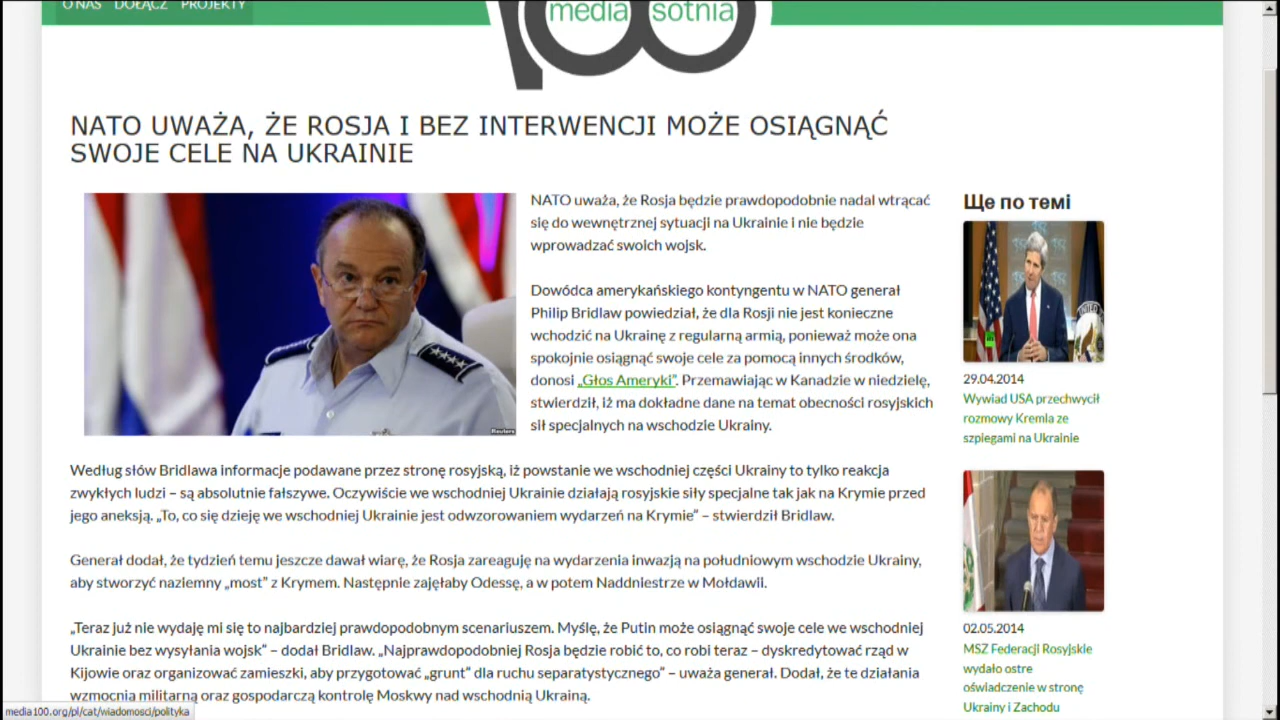 O NAS DOŁĄCZ PROJEKTY
media sotnia
NATO UWAŻA, ŻE ROSJA I BEZ INTERWENCJI MOŻE OSIĄGNĄĆ
SWOJE CELE NA UKRAINIE
NATO uważa, że Rosja będzie prawdopodobnie nadal wtrącać
się do wewnętrznej sytuacji na Ukrainie i nie będzie
wprowadzać swoich wojsk.
Dowódca amerykańskiego kontyngentu w NATO generał
Philip Bridlaw powiedział, że dla Rosji nie jest konieczne
wchodzić na Ukrainę z regularną armią, ponieważ może ona
spokojnie osiągnąć swoje cele za pomocą innych środków,
donosi „Głos Ameryki”. Przemawiając w Kanadzie w niedzielę,
stwierdził, iż ma dokładne dane na temat obecności rosyjskich
sił specjalnych na wschodzie Ukrainy.
Reuters
Według słów Bridlawa informacje podawane przez stronę rosyjską, iż powstanie we wschodniej części Ukrainy to tylko reakcja
zwykłych ludzi – są absolutnie fałszywe. Oczywiście we wschodniej Ukrainie działają rosyjskie siły specjalne tak jak na Krymie przed
jego aneksją. „To, co się dzieję we wschodniej Ukrainie jest odwzorowaniem wydarzeń na Krymie” – stwierdził Bridlaw.
Generał dodał, że tydzień temu jeszcze dawał wiarę, że Rosja zareaguję na wydarzenia inwazją na południowym wschodzie Ukrainy,
aby stworzyć naziemny „most” z Krymem. Następnie zajęłaby Odessę, a w potem Naddniestrze w Mołdawii.
„Teraz już nie wydaję mi się to najbardziej prawdopodobnym scenariuszem. Myślę, że Putin może osiągnąć swoje cele we wschodniej
Ukrainie bez wysyłania wojsk” – dodał Bridlaw. „Najprawdopodobniej Rosja będzie robić to, co robi teraz – dyskredytować rząd w
Kijowie oraz organizować zamieszki, aby przygotować „grunt” dla ruchu separatystycznego” – uważa generał. Dodał, że te działania
wzmocnią militarną oraz gospodarczą kontrolę Moskwy nad wschodnią Ukrainą.
Ще по темі
29.04.2014
Wywiad USA przechwycił
rozmowy Kremla ze
szpiegami na Ukrainie
02.05.2014
MSZ Federacji Rosyjskie
wydało ostre
oświadczenie w stronę
Ukrainy i Zachodu
media100.org/pl/cat/wiadomosci/polityka